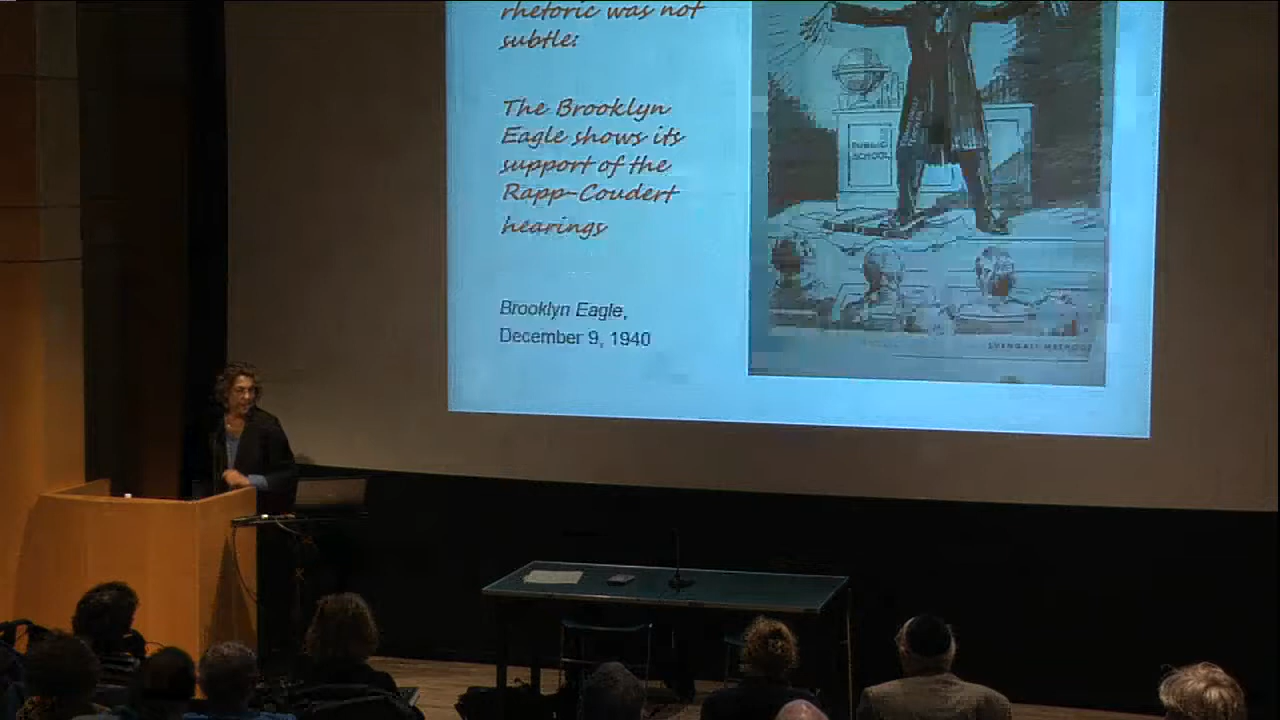 rhetoric was not
subtle:
The Brooklyn
Eagle shows its
support of the
Rapp-Coudert
hearings
Brooklyn Eagle,
December 9, 1940
PUBLIC
SCHOOL
SVENGALI METHODS